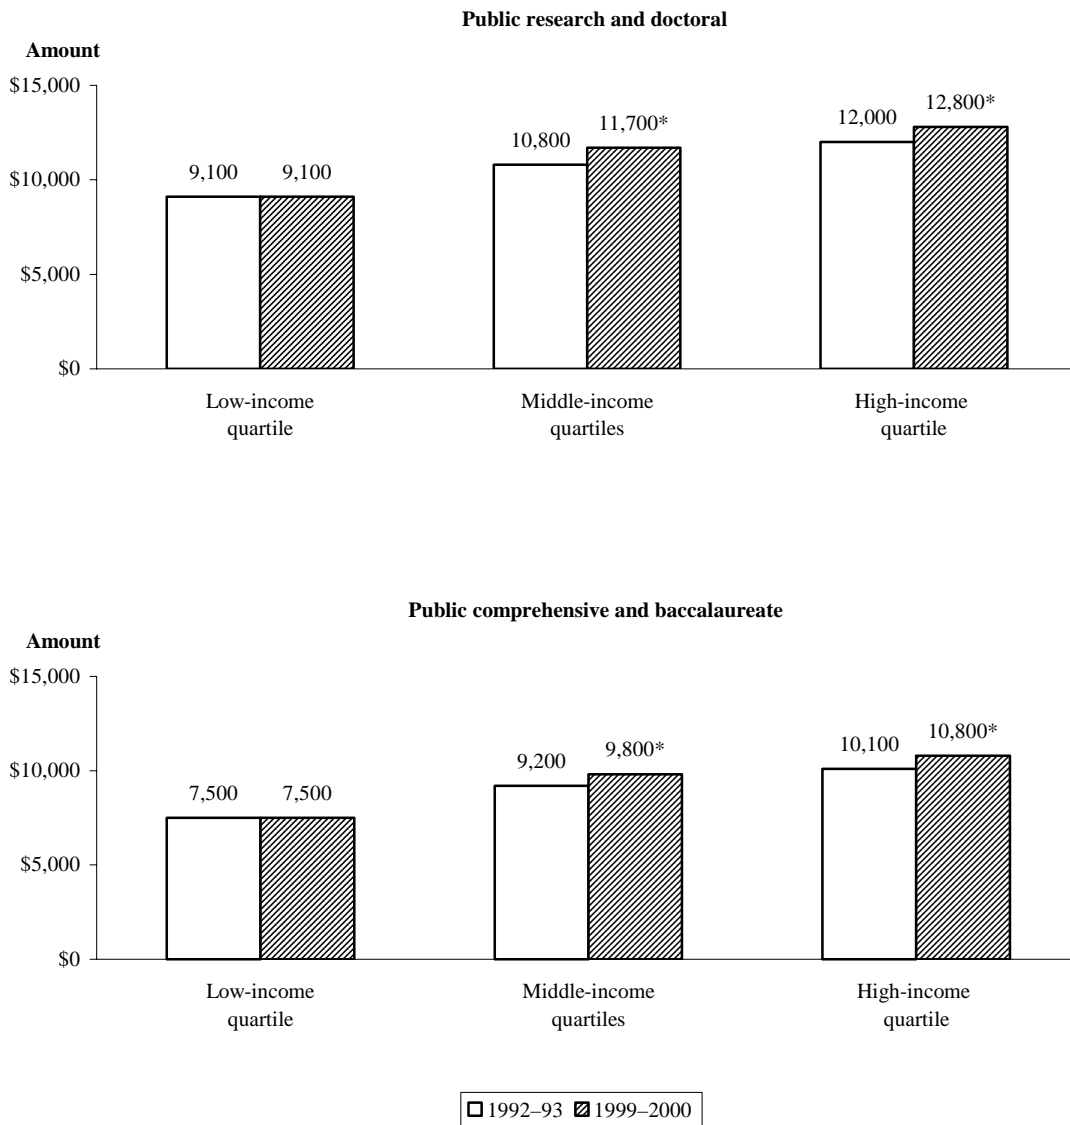 Public research and doctoral
Amount
$15,000
$10,000
$5,000
$0
9,100
9,100
10,800
11,700*
12,000
12,800*
Low-income
quartile
Middle-income
quartiles
High-income
quartile
Public comprehensive and baccalaureate
Amount
$15,000
$10,000
$5,000
$0
7,500
7,500
9,200
9,800*
10,100
10,800*
Low-income
quartile
Middle-income
quartiles
High-income
quartile
1992–93 1999–2000